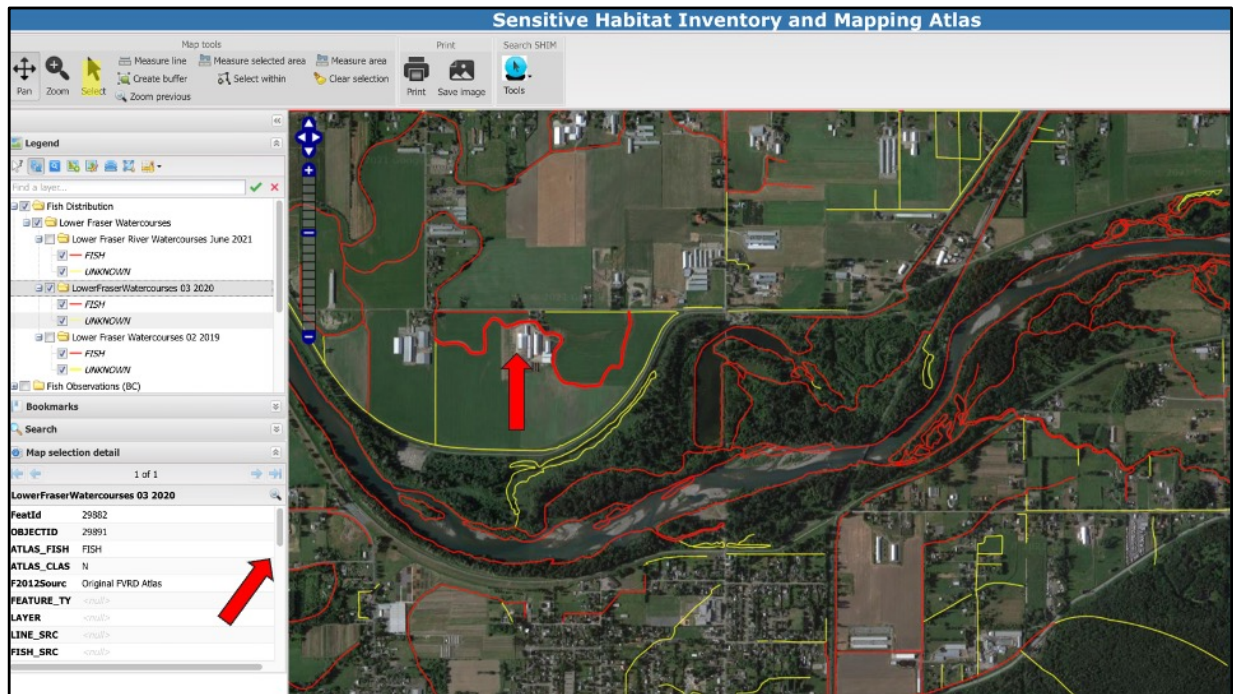 Sensitive Habitat Inventory and Mapping Atlas
Map tools
Print
Search SHIM
Pan
Zoom
Select
Measure line
Measure selected area
Measure area
Create buffer
Select within
Clear selection
Zoom previous
Print
Save image
Tools
Legend
Find a layer...
Fish Distribution
Lower Fraser Watercourses
Lower Fraser River Watercourses June 2021
FISH
UNKNOWN
LowerFraserWatercourses 03 2020
FISH
UNKNOWN
Lower Fraser Watercourses 02 2019
FISH
UNKNOWN
Fish Observations (BC)
Bookmarks
Search
Map selection detail
1 of 1
LowerFraserWatercourses 03 2020
FeatId 29882
OBJECTID 29891
ATLAS_FISH FISH
ATLAS_CLAS N
F2012Sourc Original FVRD Atlas
FEATURE_TY <null>
LAYER <null>
LINE_SRC <null>
FISH_SRC <null>